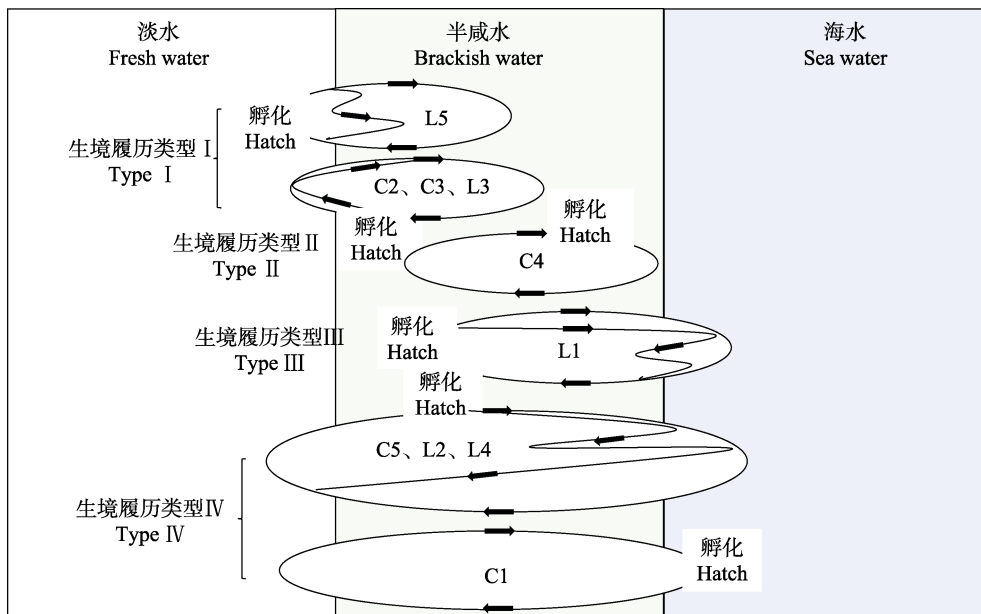 淡水
Fresh water
半咸水
Brackish water
海水
Sea water
孵化
Hatch
L5
生境履历类型Ⅰ
Type Ⅰ
C2、C3、L3
孵化
Hatch
孵化
Hatch
生境履历类型Ⅱ
Type Ⅱ
C4
孵化
Hatch
生境履历类型Ⅲ
Type Ⅲ
L1
孵化
Hatch
C5、L2、L4
生境履历类型Ⅳ
Type Ⅳ
孵化
Hatch
C1